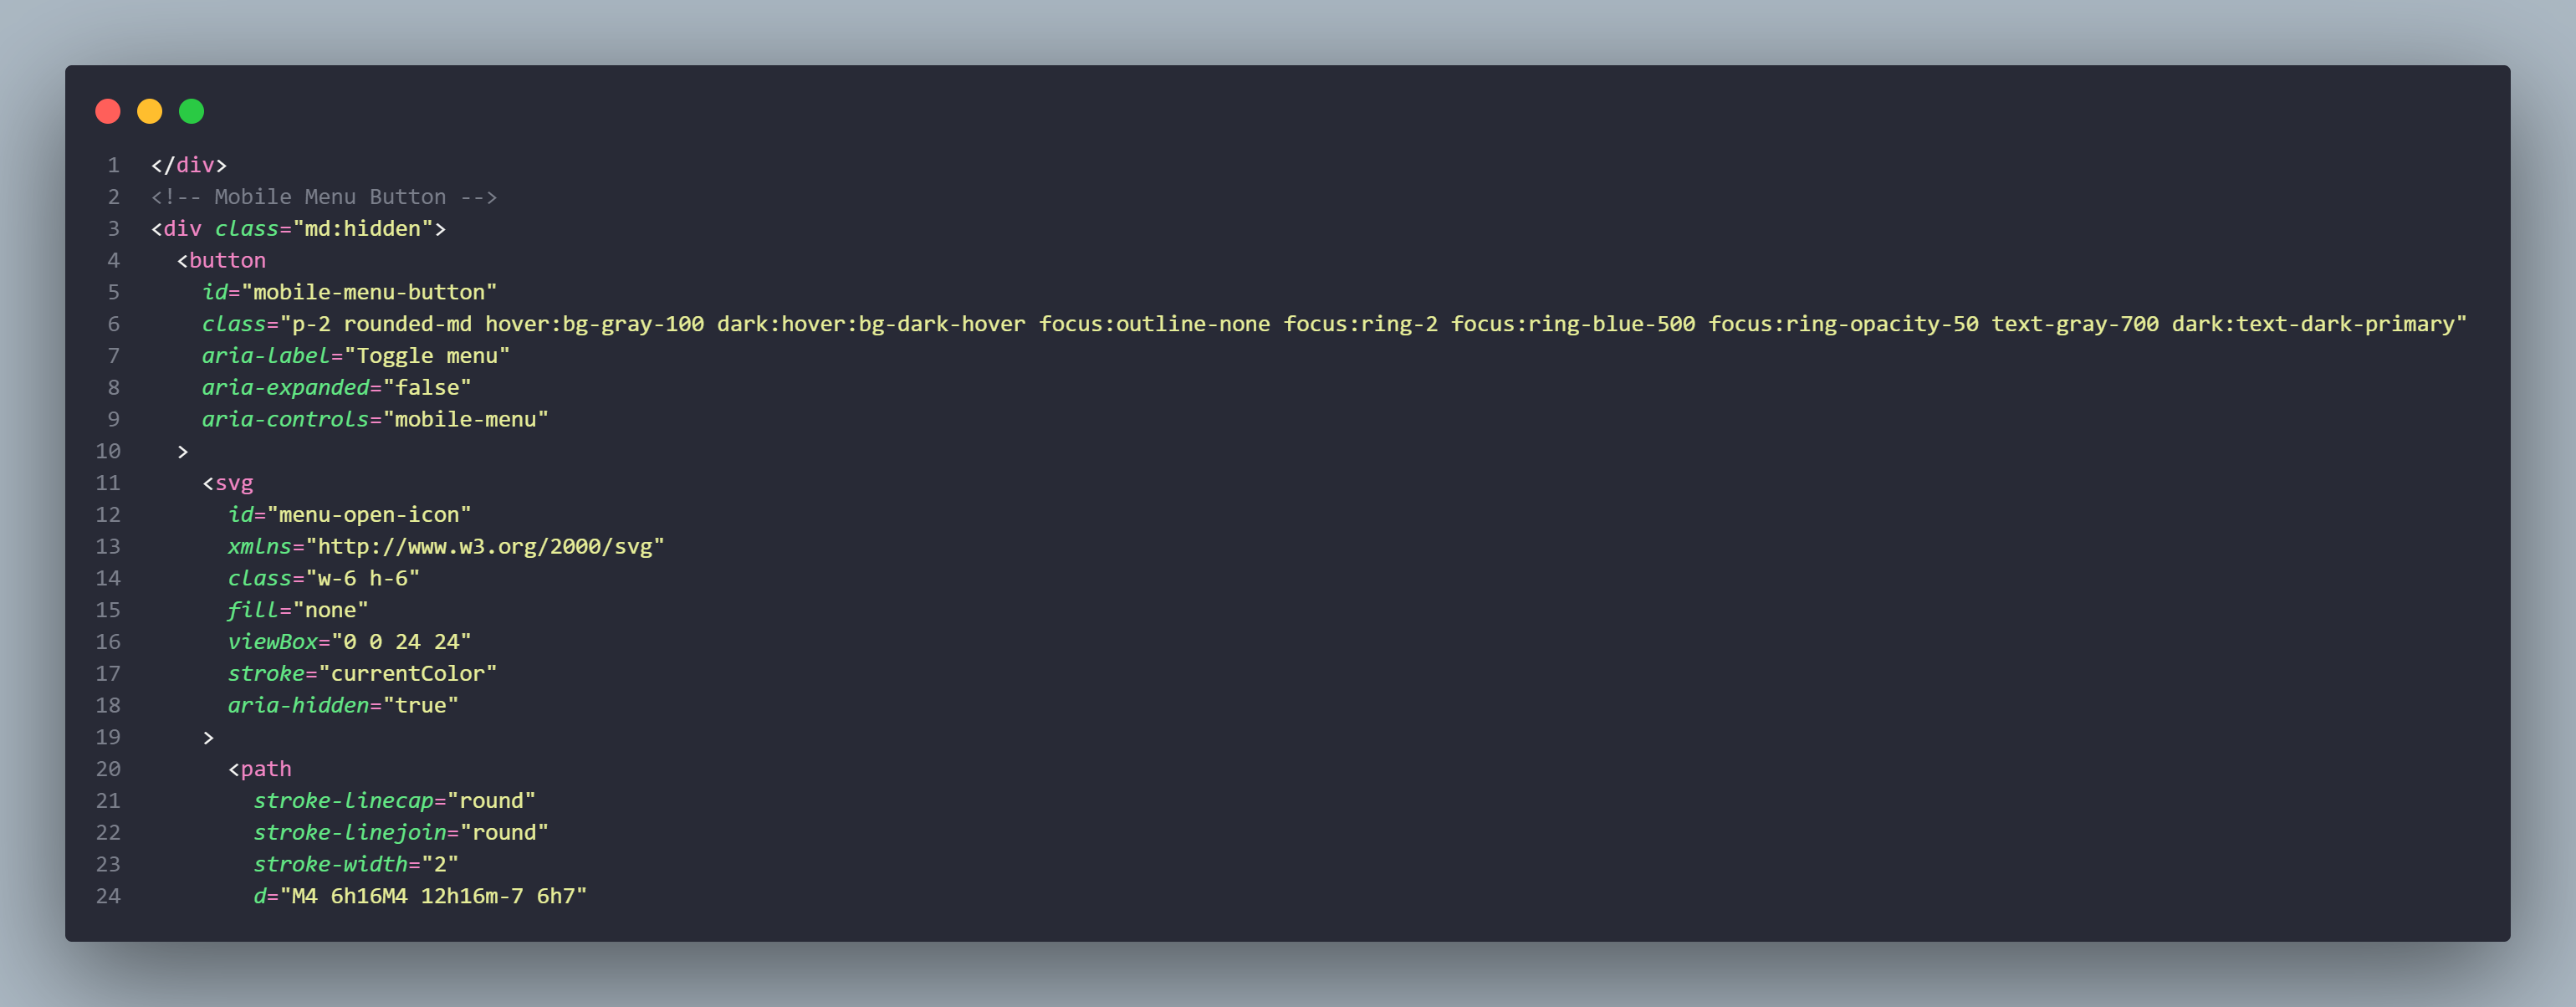 1 </div>
2 <!-- Mobile Menu Button -->
3 <div class="md:hidden">
4 <button
5 id="mobile-menu-button"
6 class="p-2 rounded-md hover:bg-gray-100 dark:hover:bg-dark-hover focus:outline-none focus:ring-2 focus:ring-blue-500 focus:ring-opacity-50 text-gray-700 dark:text-dark-primary"
7 aria-label="Toggle menu"
8 aria-expanded="false"
9 aria-controls="mobile-menu"
10 >
11 <svg
12 id="menu-open-icon"
13 xmlns="http://www.w3.org/2000/svg"
14 class="w-6 h-6"
15 fill="none"
16 viewBox="0 0 24 24"
17 stroke="currentColor"
18 aria-hidden="true"
19 >
20 <path
21 stroke-linecap="round"
22 stroke-linejoin="round"
23 stroke-width="2"
24 d="M4 6h16M4 12h16m-7 6h7"